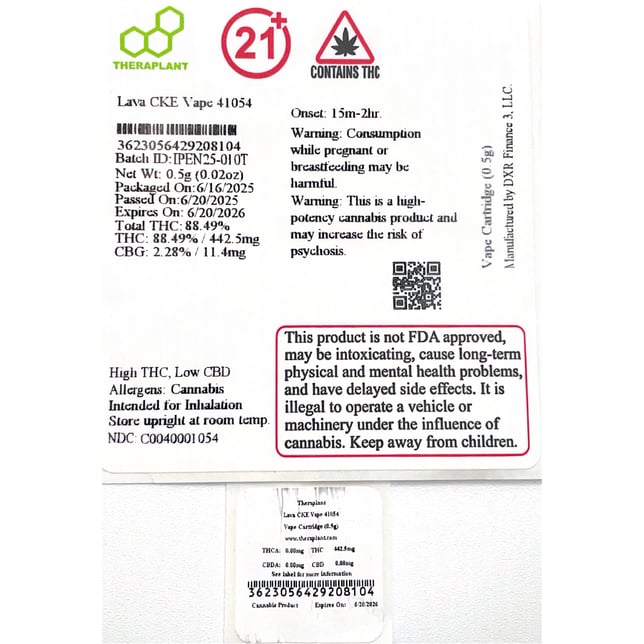 THERAPLANT
21+
CONTAINS THC
Lava CKE Vape 41054
3623056429208104
Batch ID: IPEN25-010T
Net Wt: 0.5g (0.02oz)
Packaged On: 6/16/2025
Passed On: 6/20/2025
Expires On: 6/20/2026
Total THC: 88.49%
THC: 88.49% / 442.5mg
CBG: 2.28% / 11.4mg
Onset: 15m-2hr.
Warning: Consumption
while pregnant or
breastfeeding may be
harmful.
Warning: This is a high-
potency cannabis product and
may increase the risk of
psychosis.
Vape Cartridge (0.5g)
Manufactured by DXR Finance 3, LLC.
High THC, Low CBD
Allergens: Cannabis
Intended for Inhalation
Store upright at room temp.
NDC: C0040001054
This product is not FDA approved,
may be intoxicating, cause long-term
physical and mental health problems,
and have delayed side effects. It is
illegal to operate a vehicle or
machinery under the influence of
cannabis. Keep away from children.
Theraplant
Lava CKE Vape 41054
Vape Cartridge (0.5g)
www.theraplant.com
THCA: 0.00mg THC 442.5mg
CBDA: 0.00mg CBD 0.00mg
See label for more information
3623056429208104
Cannabis Product Expires On: 6/20/2026